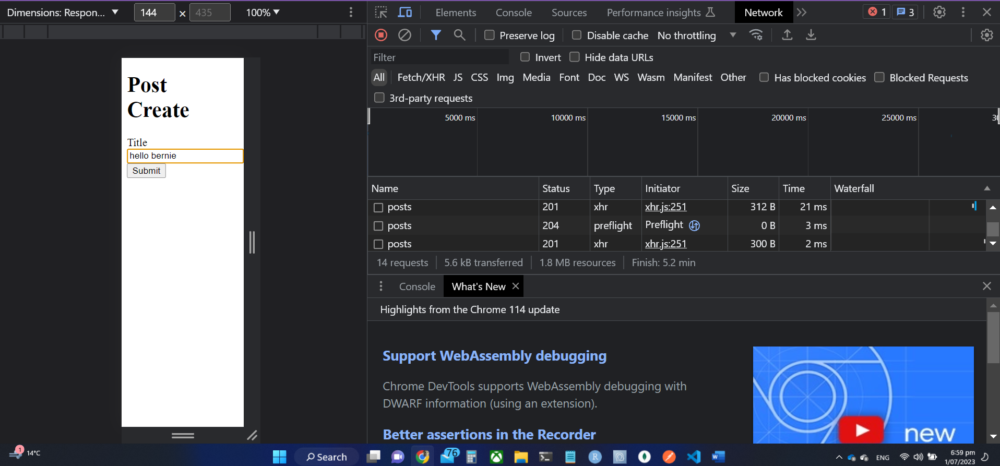 Dimensions: Respon... ▼ 144 × 435 100% ▼
Elements Console Sources Performance insights Network 1 3
Preserve log Disable cache No throttling
Filter Invert Hide data URLs
All Fetch/XHR JS CSS Img Media Font Doc WS Wasm Manifest Other Has blocked cookies Blocked Requests
3rd-party requests
5000 ms 10000 ms 15000 ms 20000 ms 25000 ms
Name Status Type Initiator Size Time Waterfall
posts 201 xhr xhr.js:251 312 B 21 ms
posts 204 preflight Preflight 0 B 3 ms
posts 201 xhr xhr.js:251 300 B 2 ms
14 requests 5.6 kB transferred 1.8 MB resources Finish: 5.2 min
Console What's New
Highlights from the Chrome 114 update
Support WebAssembly debugging
Chrome DevTools supports WebAssembly debugging with
DWARF information (using an extension).
Better assertions in the Recorder
new
Post
Create
Title
hello bernie
Submit
1 14°C Search 76 R W ENG 6:59 pm
1/07/2023